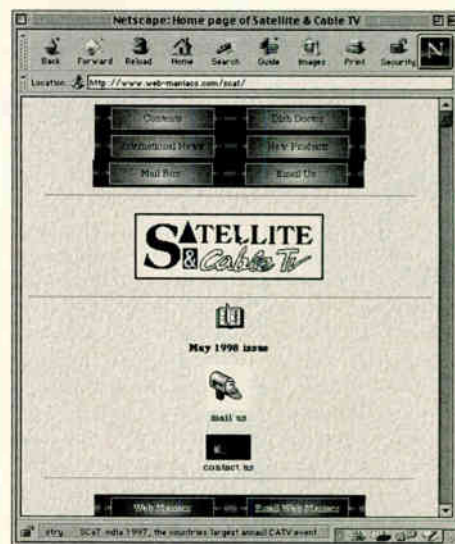 Netscape: Home page of Satellite & Cable TV
Back Forward Reload Home Search Guide Images Print Security N
Location: http://www.web-maniacs.com/scat/
Contents Dish Doctor
International News New Products
Mail Box Email Us
SATELLITE
& Cable TV
May 1998 issue
mail us
contact us
Web Maniacs Email Web Maniacs
etry SCaT India 1997, the countries largest annual CATV event